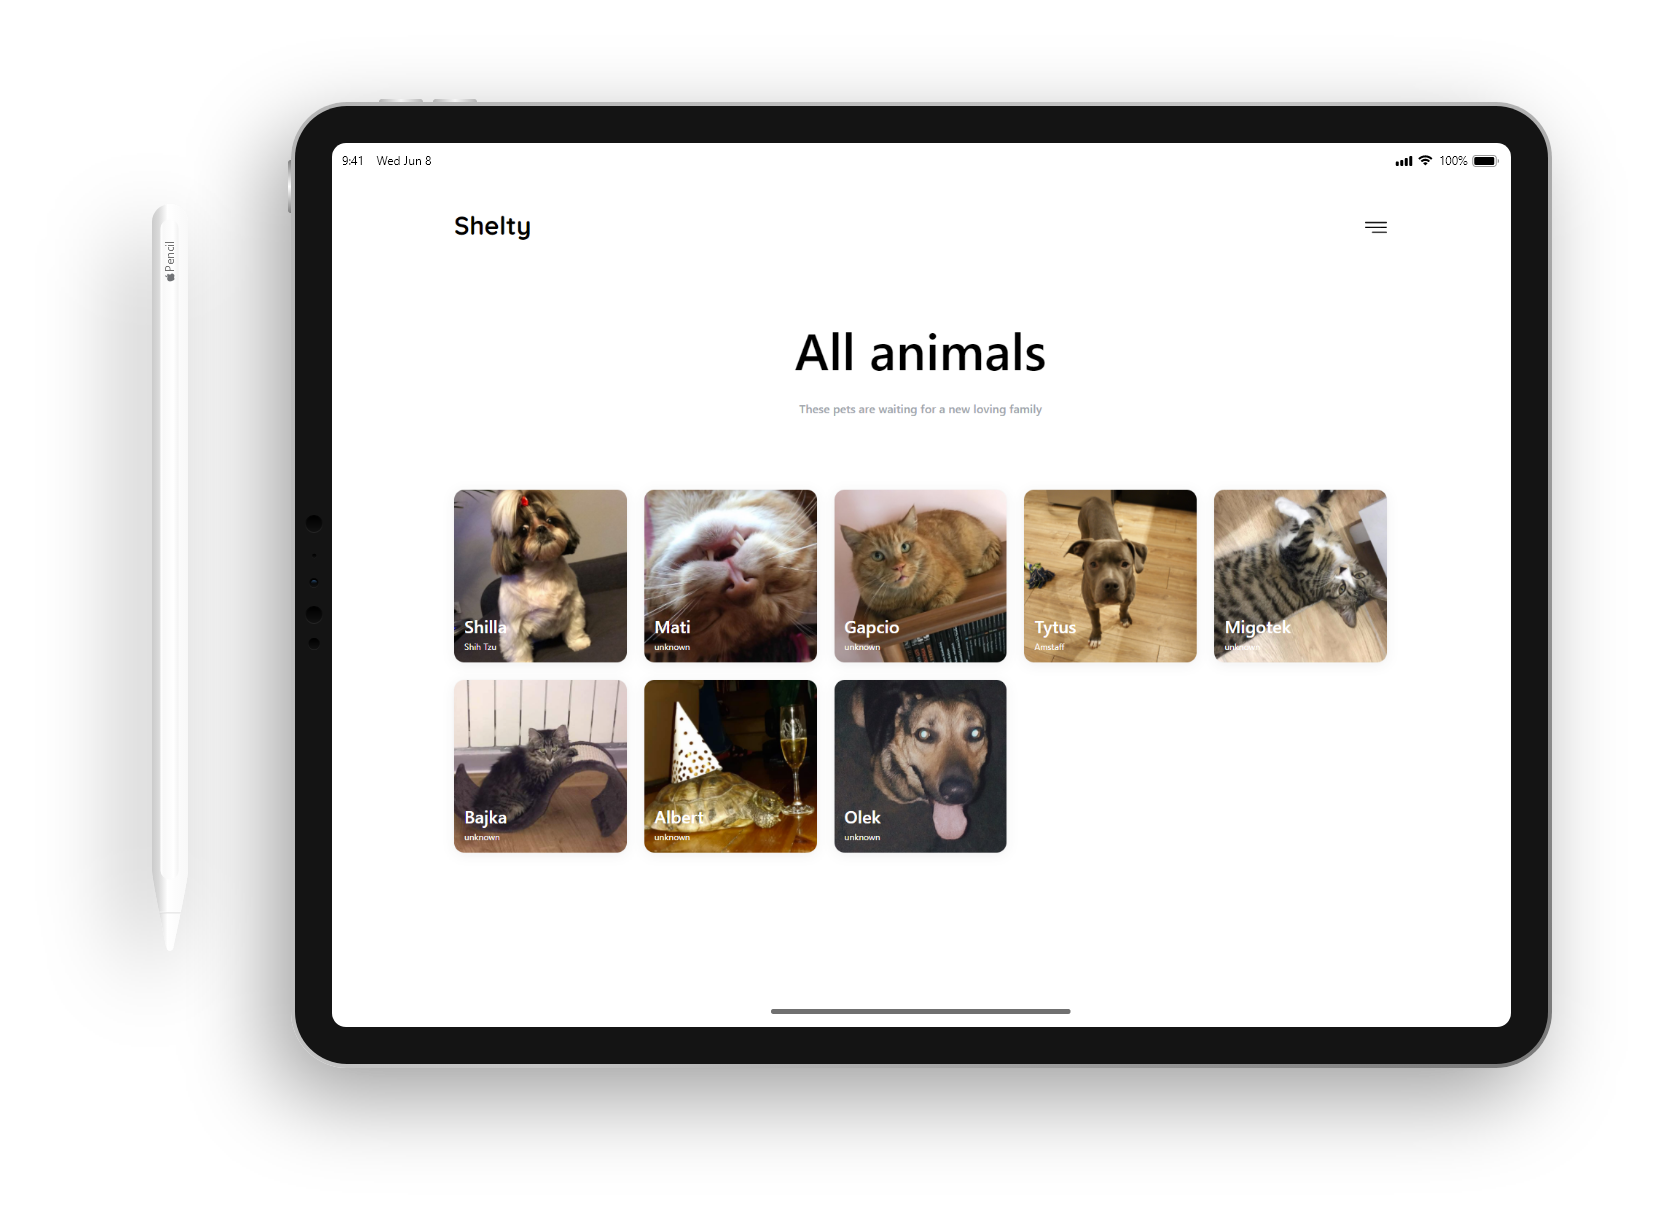 Pencil
9:41 Wed Jun 8
100%
Shelty
All animals
These pets are waiting for a new loving family
Shilla
Shih Tzu
Mati
unknown
Gapcio
unknown
Tytus
Amstaff
Migotek
unknown
Bajka
unknown
Albert
unknown
Olek
unknown